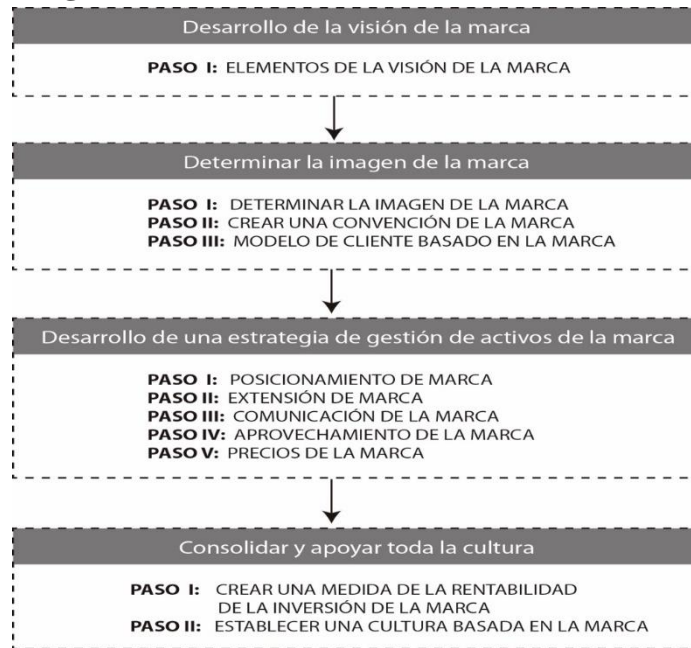 Desarrollo de la visión de la marca
PASO I: ELEMENTOS DE LA VISIÓN DE LA MARCA
Determinar la imagen de la marca
PASO I: DETERMINAR LA IMAGEN DE LA MARCA
PASO II: CREAR UNA CONVENCIÓN DE LA MARCA
PASO III: MODELO DE CLIENTE BASADO EN LA MARCA
Desarrollo de una estrategia de gestión de activos de la marca
PASO I: POSICIONAMIENTO DE MARCA
PASO II: EXTENSIÓN DE MARCA
PASO III: COMUNICACIÓN DE LA MARCA
PASO IV: APROVECHAMIENTO DE LA MARCA
PASO V: PRECIOS DE LA MARCA
Consolidar y apoyar toda la cultura
PASO I: CREAR UNA MEDIDA DE LA RENTABILIDAD
DE LA INVERSIÓN DE LA MARCA
PASO II: ESTABLECER UNA CULTURA BASADA EN LA MARCA